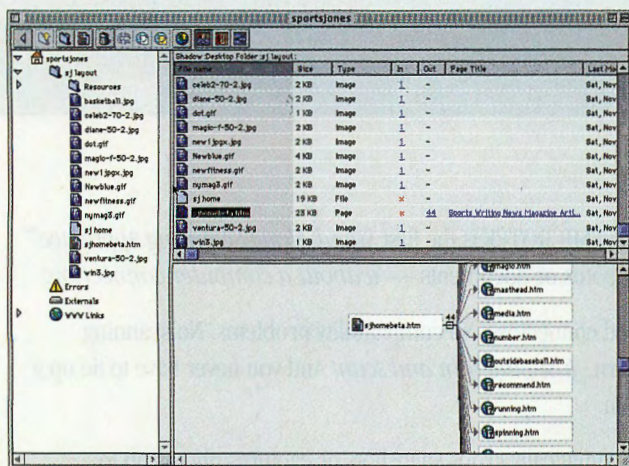 sportsjones
Shadow:Desktop Folder:sj layout:
File name Size Type In Out Page Title Last Mo
sportsjones
sj layout
Resources
basketball.jpg
celeb2-70-2.jpg
diane-50-2.jpg
dot.gif
magic-f-50-2.jpg
new1jpgx.jpg
Newblue.gif
newfitness.gif
nymag3.gif
sj home
sjhomebeta.htm
ventura-50-2.jpg
win3.jpg
Errors
Externals
WWW Links
celeb2-70-2.jpg 2 KB Image 1 - Sat, Nov
diane-50-2.jpg 2 KB Image 1 - Sat, Nov
dot.gif 1 KB Image 1 - Sat, Nov
magic-f-50-2.jpg 2 KB Image 1 - Sat, Nov
new1jpgx.jpg 2 KB Image 1 - Sat, Nov
Newblue.gif 4 KB Image 1 - Sat, Nov
newfitness.gif 2 KB Image 1 - Sat, Nov
nymag3.gif 2 KB Image 1 - Sat, Nov
sj home 19 KB File × - Sat, Nov
sjhomebeta.htm 23 KB Page × 44 Sports Writing News Magazine Arti... Sat, Nov
ventura-50-2.jpg 2 KB Image 1 - Sat, Nov
win3.jpg 1 KB Image 1 - Sat, Nov
sjhomebeta.htm
44
magic.htm
masthead.htm
media.htm
number.htm
outsidebaseball.htm
recommend.htm
running.htm
spinning.htm